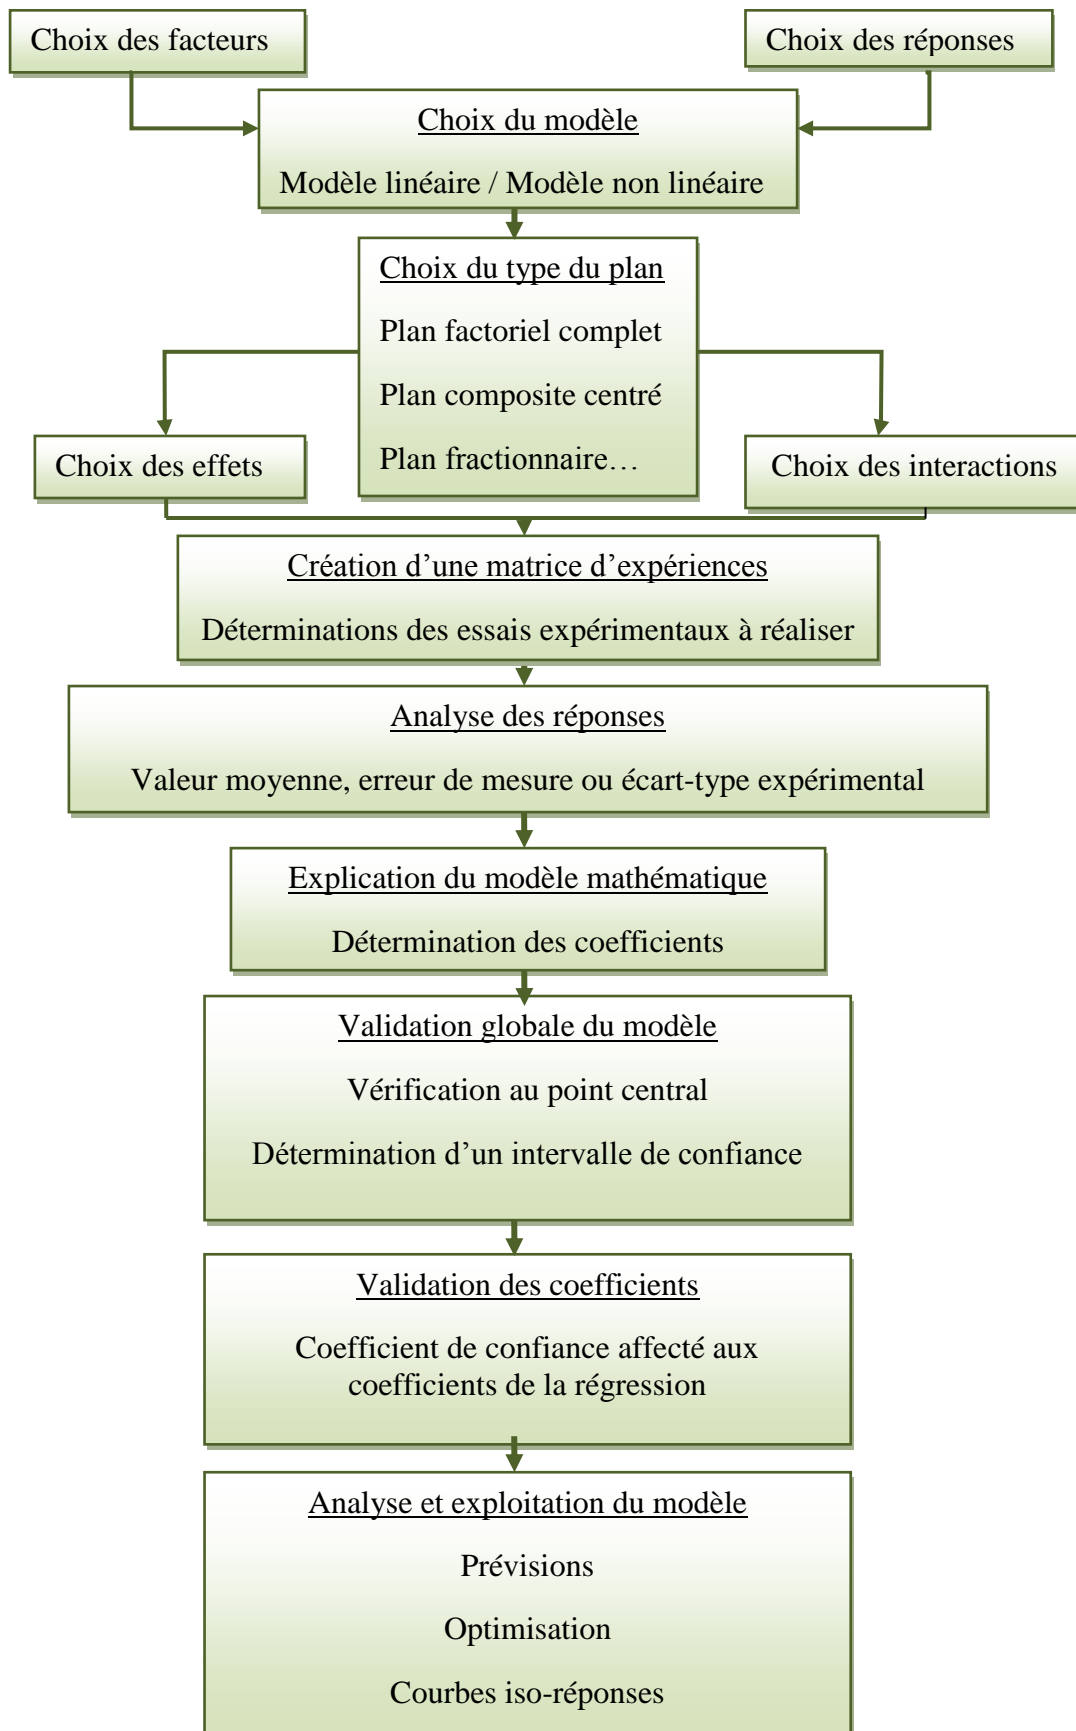 Choix des facteurs
Choix des réponses
Choix du modèle
Modèle linéaire / Modèle non linéaire
Choix du type du plan
Plan factoriel complet
Plan composite centré
Plan fractionnaire…
Choix des effets
Choix des interactions
Création d’une matrice d’expériences
Déterminations des essais expérimentaux à réaliser
Analyse des réponses
Valeur moyenne, erreur de mesure ou écart-type expérimental
Explication du modèle mathématique
Détermination des coefficients
Validation globale du modèle
Vérification au point central
Détermination d’un intervalle de confiance
Validation des coefficients
Coefficient de confiance affecté aux
coefficients de la régression
Analyse et exploitation du modèle
Prévisions
Optimisation
Courbes iso-réponses